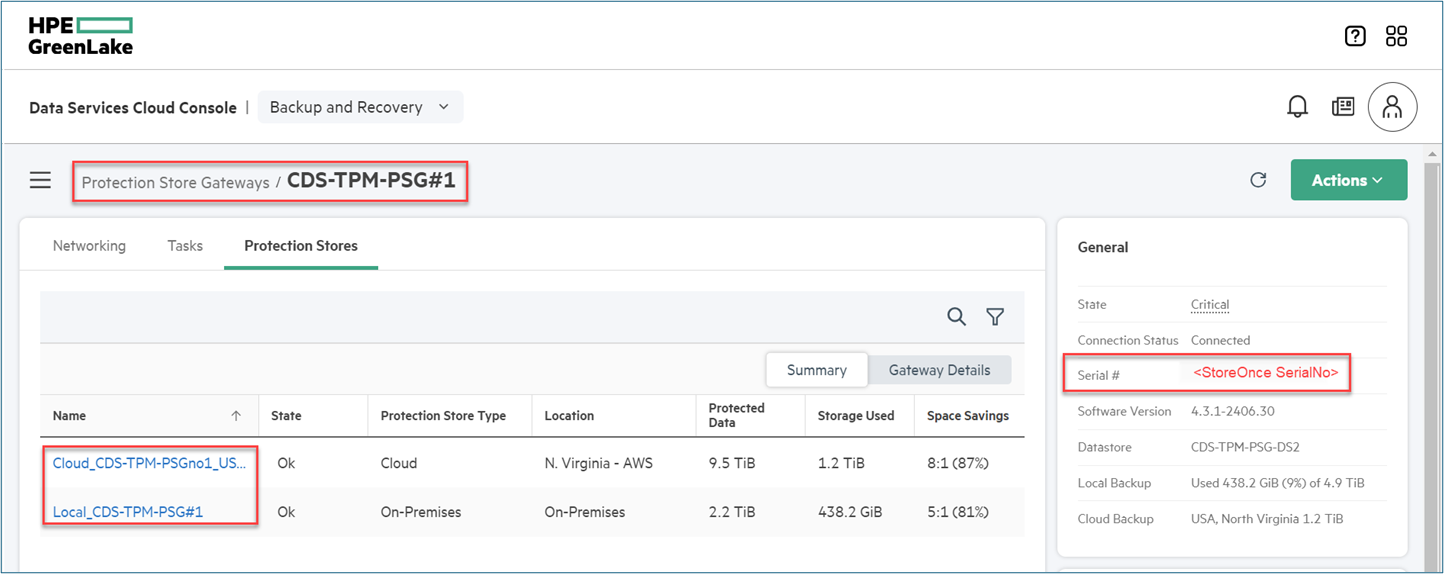 HPE
GreenLake
Data Services Cloud Console | Backup and Recovery
Protection Store Gateways / CDS-TPM-PSG#1
Actions
Networking Tasks Protection Stores
Summary Gateway Details
Name State Protection Store Type Location Protected Data Storage Used Space Savings
Cloud_CDS-TPM-PSGno1_US... Ok Cloud N. Virginia - AWS 9.5 TiB 1.2 TiB 8:1 (87%)
Local_CDS-TPM-PSG#1 Ok On-Premises On-Premises 2.2 TiB 438.2 GiB 5:1 (81%)
General
State Critical
Connection Status Connected
Serial # <StoreOnce SerialNo>
Software Version 4.3.1-2406.30
Datastore CDS-TPM-PSG-DS2
Local Backup Used 438.2 GiB (9%) of 4.9 TiB
Cloud Backup USA, North Virginia 1.2 TiB